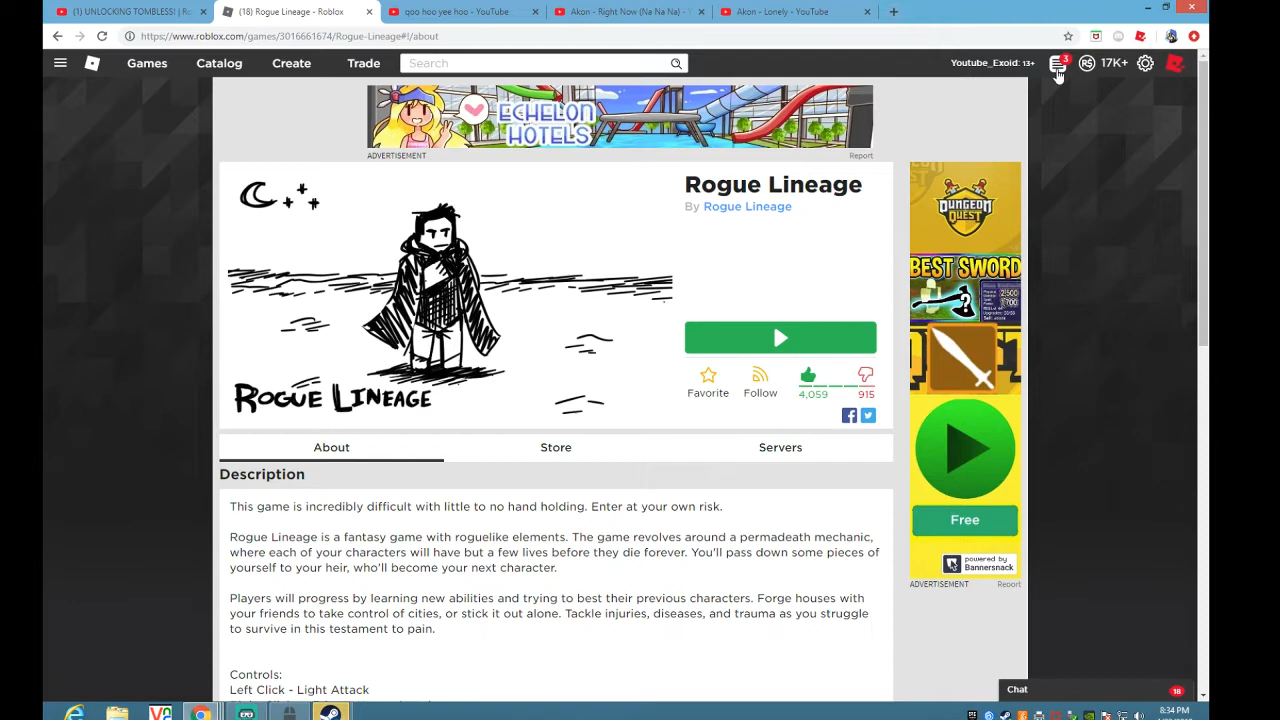 (1) UNLOCKING TOMBLESS! | Ro
(18) Rogue Lineage - Roblox
qoo hoo yee hoo - YouTube
Akon - Right Now (Na Na Na) - Y
Akon - Lonely - YouTube
https://www.roblox.com/games/3016661674/Rogue-Lineage#!/about
Games
Catalog
Create
Trade
Search
Youtube_Exoid: 13+
3
17K+
ECHELON
HOTELS
ADVERTISEMENT
Report
ROGUE LINEAGE
Rogue Lineage
By Rogue Lineage
Favorite
Follow
4,059
915
About
Store
Servers
Description
This game is incredibly difficult with little to no hand holding. Enter at your own risk.
Rogue Lineage is a fantasy game with roguelike elements. The game revolves around a permadeath mechanic,
where each of your characters will have but a few lives before they die forever. You'll pass down some pieces of
yourself to your heir, who'll become your next character.
Players will progress by learning new abilities and trying to best their previous characters. Forge houses with
your friends to take control of cities, or stick it out alone. Tackle injuries, diseases, and trauma as you struggle
to survive in this testament to pain.
Controls:
Left Click - Light Attack
DUNGEON
QUEST
BEST SWORD
Free
powered by
Bannersnack
ADVERTISEMENT
Report
Chat
18
8:34 PM